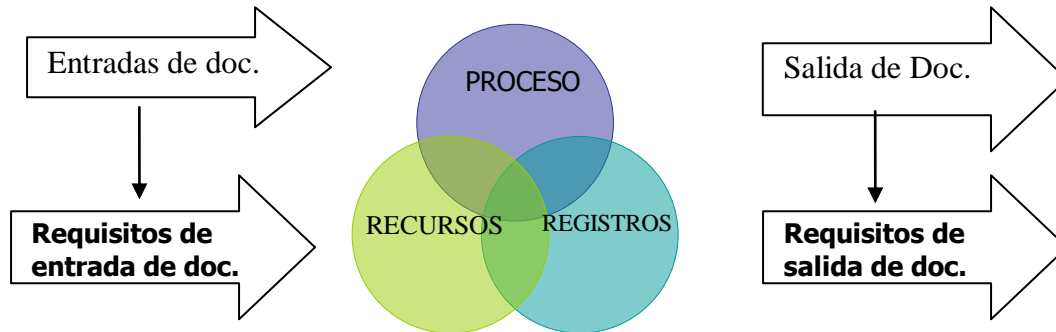 Entradas de doc.
Requisitos de
entrada de doc.
PROCESO
RECURSOS
REGISTROS
Salida de Doc.
Requisitos de
salida de doc.